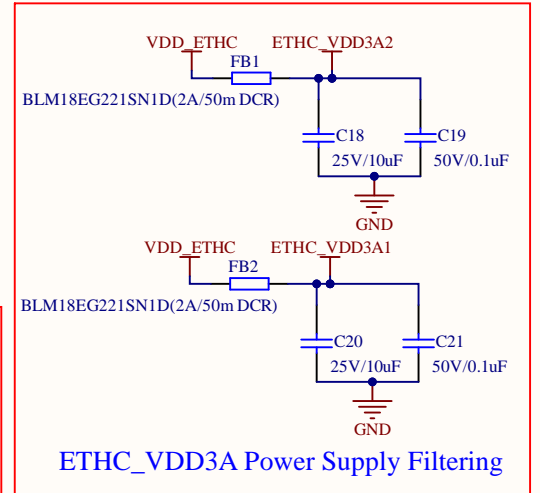 VDD_ETHC ETHC_VDD3A2
FB1
BLM18EG221SN1D(2A/50m DCR)
C18 C19
25V/10uF 50V/0.1uF
GND
VDD_ETHC ETHC_VDD3A1
FB2
BLM18EG221SN1D(2A/50m DCR)
C20 C21
25V/10uF 50V/0.1uF
GND
ETHC_VDD3A Power Supply Filtering